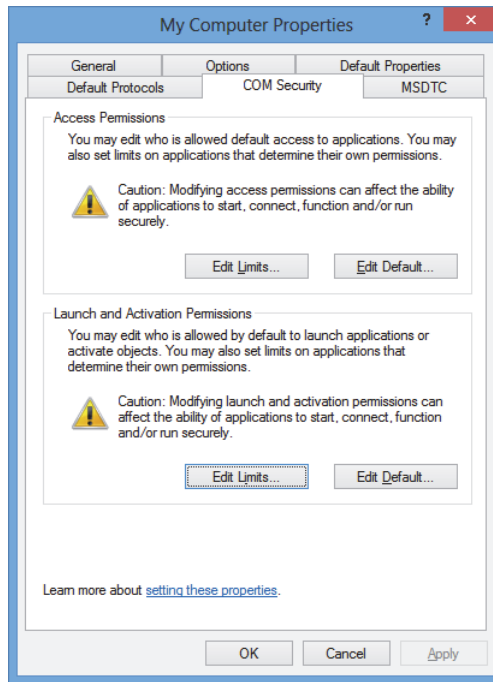 My Computer Properties
?
General Options Default Properties
Default Protocols COM Security MSDTC
Access Permissions
You may edit who is allowed default access to applications. You may
also set limits on applications that determine their own permissions.
Caution: Modifying access permissions can affect the ability
of applications to start, connect, function and/or run
securely.
Edit Limits... Edit Default...
Launch and Activation Permissions
You may edit who is allowed by default to launch applications or
activate objects. You may also set limits on applications that
determine their own permissions.
Caution: Modifying launch and activation permissions can
affect the ability of applications to start, connect, function
and/or run securely.
Edit Limits... Edit Default...
Learn more about setting these properties.
OK Cancel Apply